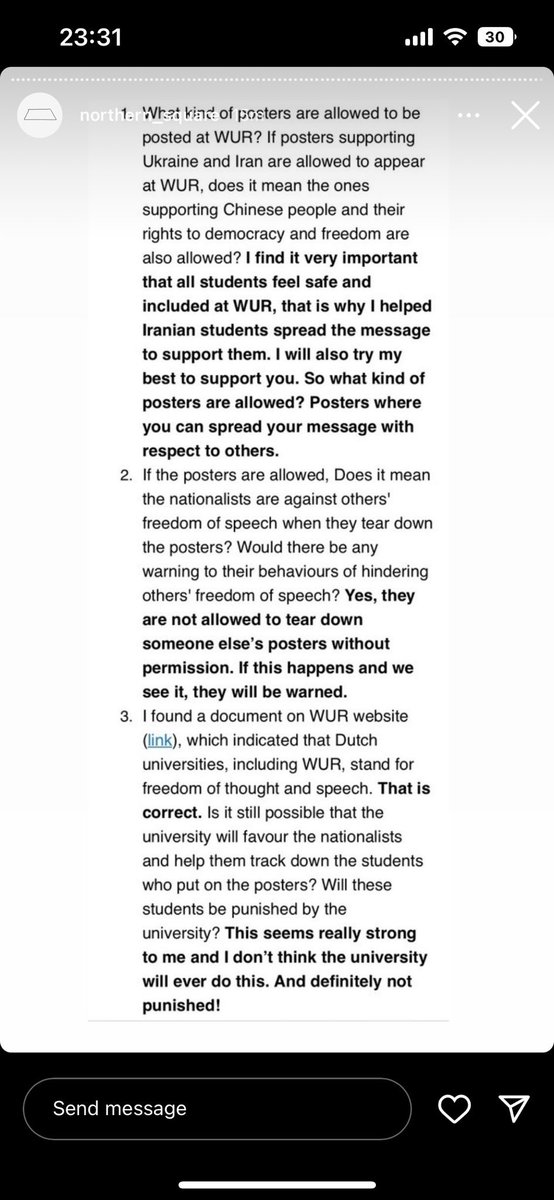 23:31
30
northern_square
1. What kind of posters are allowed to be
posted at WUR? If posters supporting
Ukraine and Iran are allowed to appear
at WUR, does it mean the ones
supporting Chinese people and their
rights to democracy and freedom are
also allowed? I find it very important
that all students feel safe and
included at WUR, that is why I helped
Iranian students spread the message
to support them. I will also try my
best to support you. So what kind of
posters are allowed? Posters where
you can spread your message with
respect to others.
2. If the posters are allowed, Does it mean
the nationalists are against others'
freedom of speech when they tear down
the posters? Would there be any
warning to their behaviours of hindering
others' freedom of speech? Yes, they
are not allowed to tear down
someone else’s posters without
permission. If this happens and we
see it, they will be warned.
3. I found a document on WUR website
(link), which indicated that Dutch
universities, including WUR, stand for
freedom of thought and speech. That is
correct. Is it still possible that the
university will favour the nationalists
and help them track down the students
who put on the posters? Will these
students be punished by the
university? This seems really strong
to me and I don’t think the university
will ever do this. And definitely not
punished!
Send message